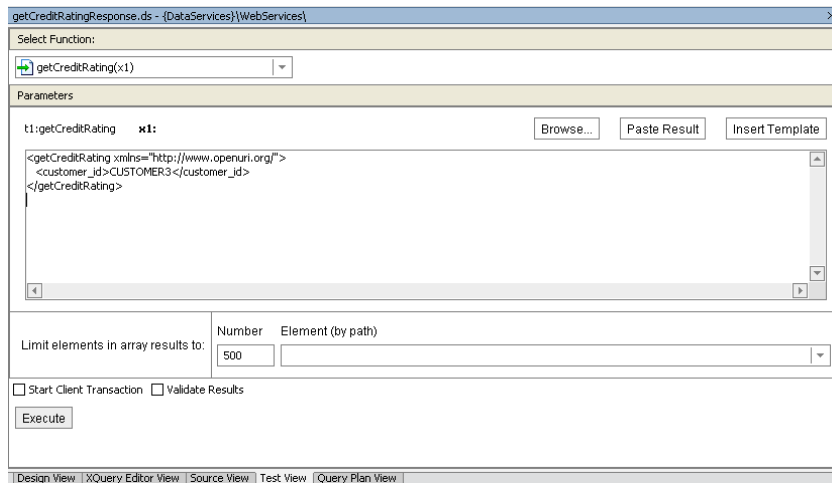 getCreditRatingResponse.ds - {DataServices}\WebServices\
Select Function:
getCreditRating(x1)
Parameters
t1:getCreditRating x1: Browse... Paste Result Insert Template
<getCreditRating xmlns="http://www.openuri.org/">
<customer_id>CUSTOMER3</customer_id>
</getCreditRating>
Number Element (by path)
Limit elements in array results to: 500
Start Client Transaction Validate Results
Execute
Design View XQuery Editor View Source View Test View Query Plan View